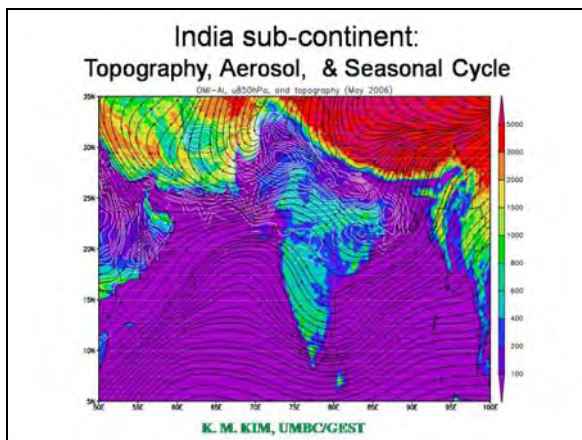 India sub-continent:
Topography, Aerosol, & Seasonal Cycle
OMI-AI, u850hPa, and topography (May 2006)
35N
30N
25N
20N
15N
10N
5N
50E
55E
60E
65E
70E
75E
80E
85E
90E
95E
100E
5000
3000
2000
1500
1000
800
600
400
200
100
K. M. KIM, UMBC/GEST